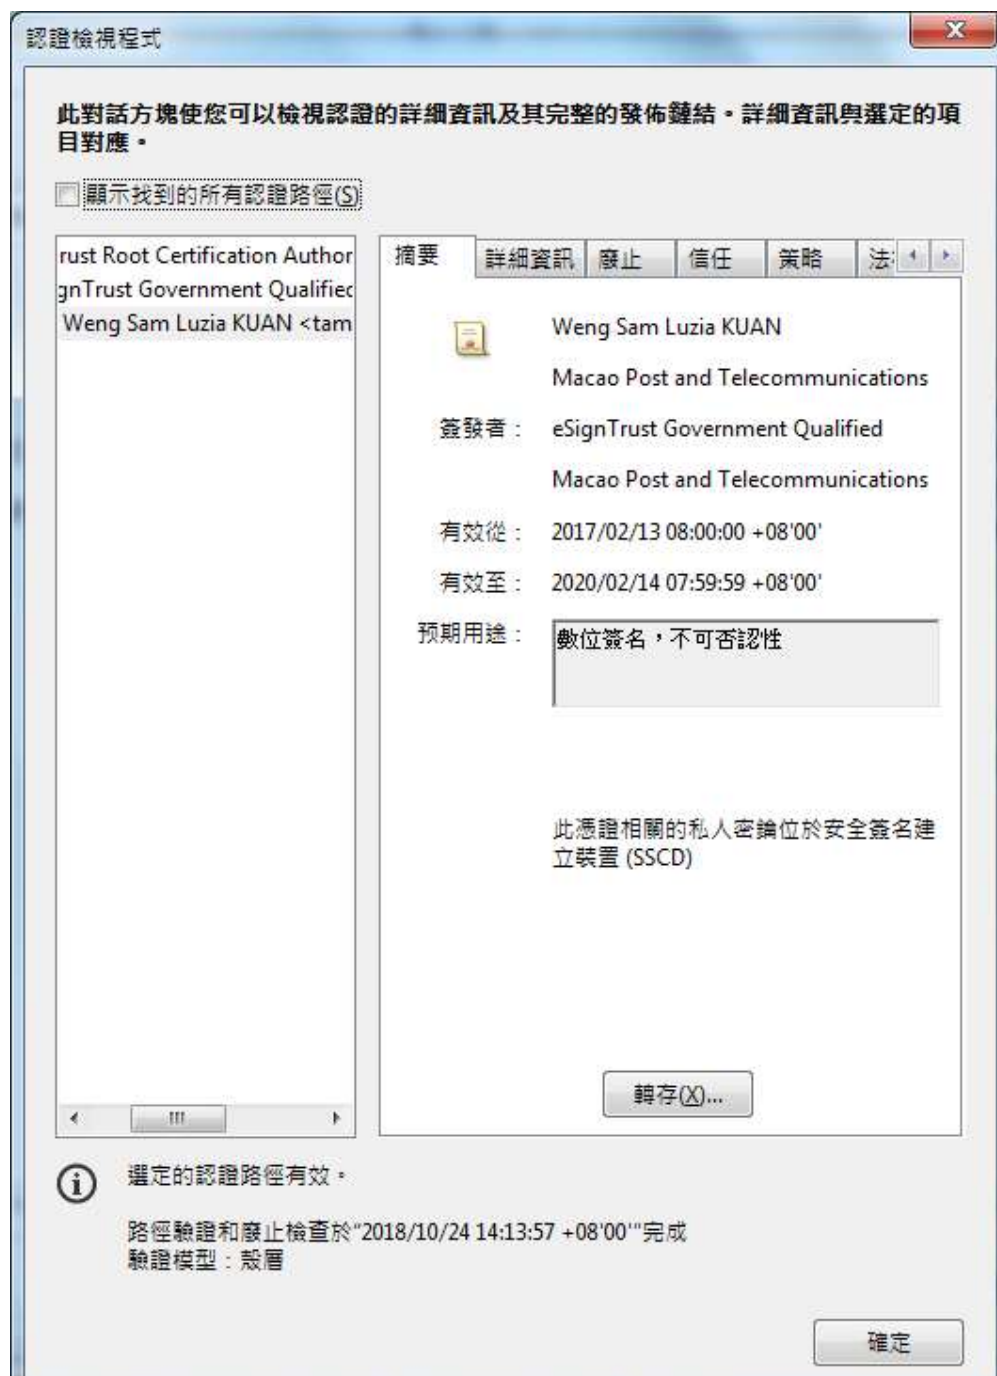 認證檢視程式
此對話方塊使您可以檢視認證的詳細資訊及其完整的發佈鏈結。詳細資訊與選定的項
目對應。
顯示找到的所有認證路徑(S)
rust Root Certification Author
gnTrust Government Qualified
Weng Sam Luzia KUAN <tam
摘要 詳細資訊 廢止 信任 策略 法
Weng Sam Luzia KUAN
Macao Post and Telecommunications
簽發者： eSignTrust Government Qualified
Macao Post and Telecommunications
有效從： 2017/02/13 08:00:00 +08'00'
有效至： 2020/02/14 07:59:59 +08'00'
预期用途： 數位簽名，不可否認性
此憑證相關的私人密鑰位於安全簽名建
立裝置 (SSCD)
轉存(X)...
選定的認證路徑有效。
路徑驗證和廢止檢查於"2018/10/24 14:13:57 +08'00'"完成
驗證模型：殼層
確定